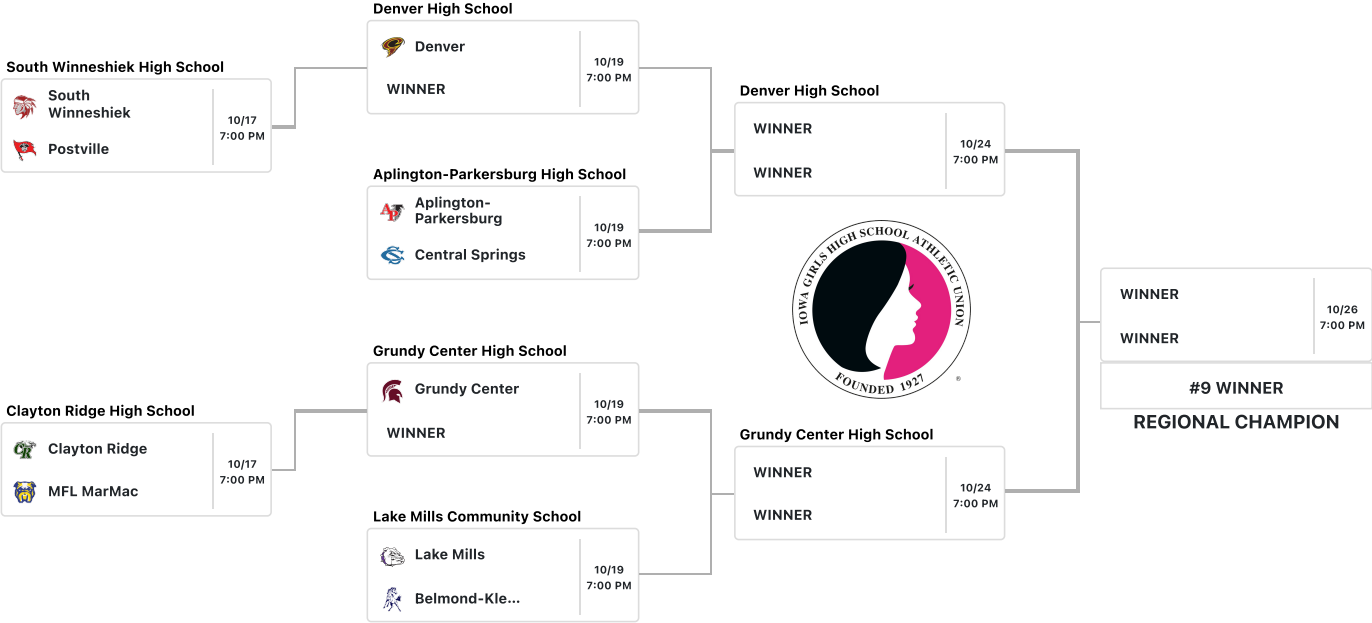 South Winneshiek High School
South
Winneshiek
Postville
10/17
7:00 PM
Clayton Ridge High School
Clayton Ridge
MFL MarMac
10/17
7:00 PM
Denver High School
Denver
WINNER
10/19
7:00 PM
Aplington-Parkersburg High School
AP
Aplington-
Parkersburg
Central Springs
10/19
7:00 PM
Grundy Center High School
Grundy Center
WINNER
10/19
7:00 PM
Lake Mills Community School
Lake Mills
Belmond-Kle...
10/19
7:00 PM
Denver High School
WINNER
WINNER
10/24
7:00 PM
IOWA GIRLS HIGH SCHOOL ATHLETIC UNION
FOUNDED 1927
®
Grundy Center High School
WINNER
WINNER
10/24
7:00 PM
WINNER
WINNER
10/26
7:00 PM
#9 WINNER
REGIONAL CHAMPION